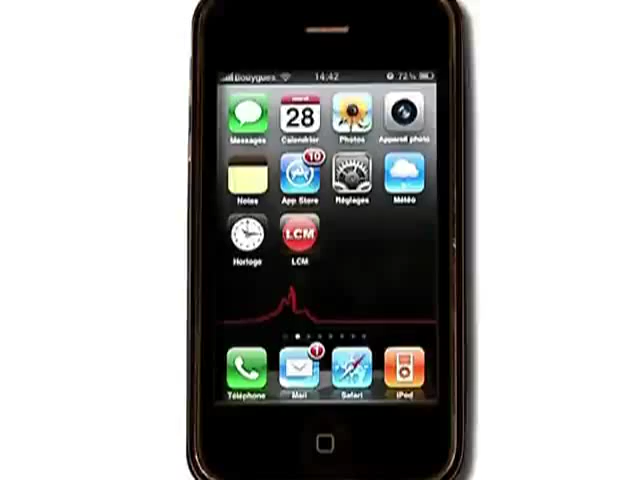 Bouygues 14:42 72 %
28
Messages Calendrier Photos Appareil photo
10
Notes App Store Réglages Météo
LCM
Horloge LCM
1
Téléphone Mail Safari iPod